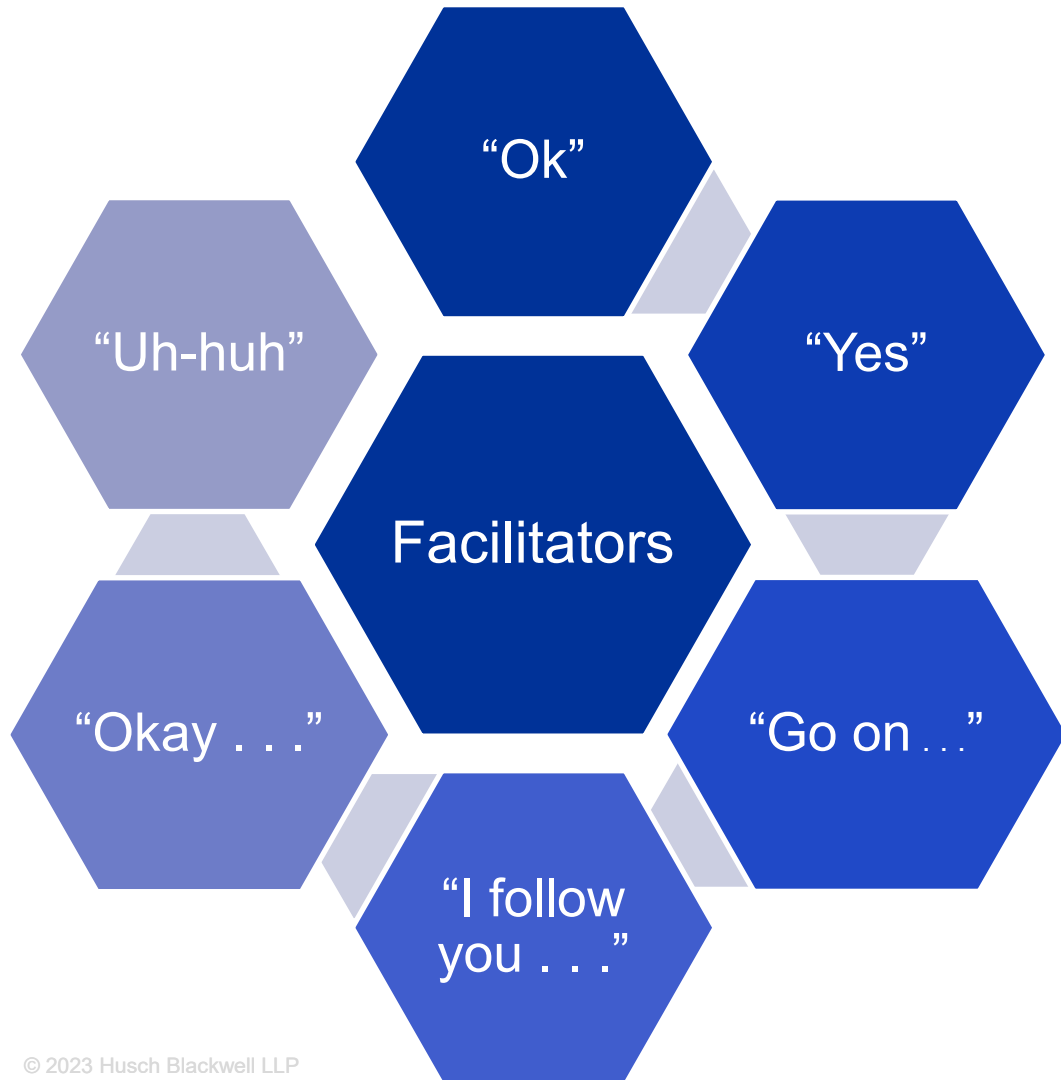 “Ok”
“Yes”
“Go on . . .”
“I follow
you . . .”
“Okay . . .”
“Uh-huh”
Facilitators
© 2023 Husch Blackwell LLP